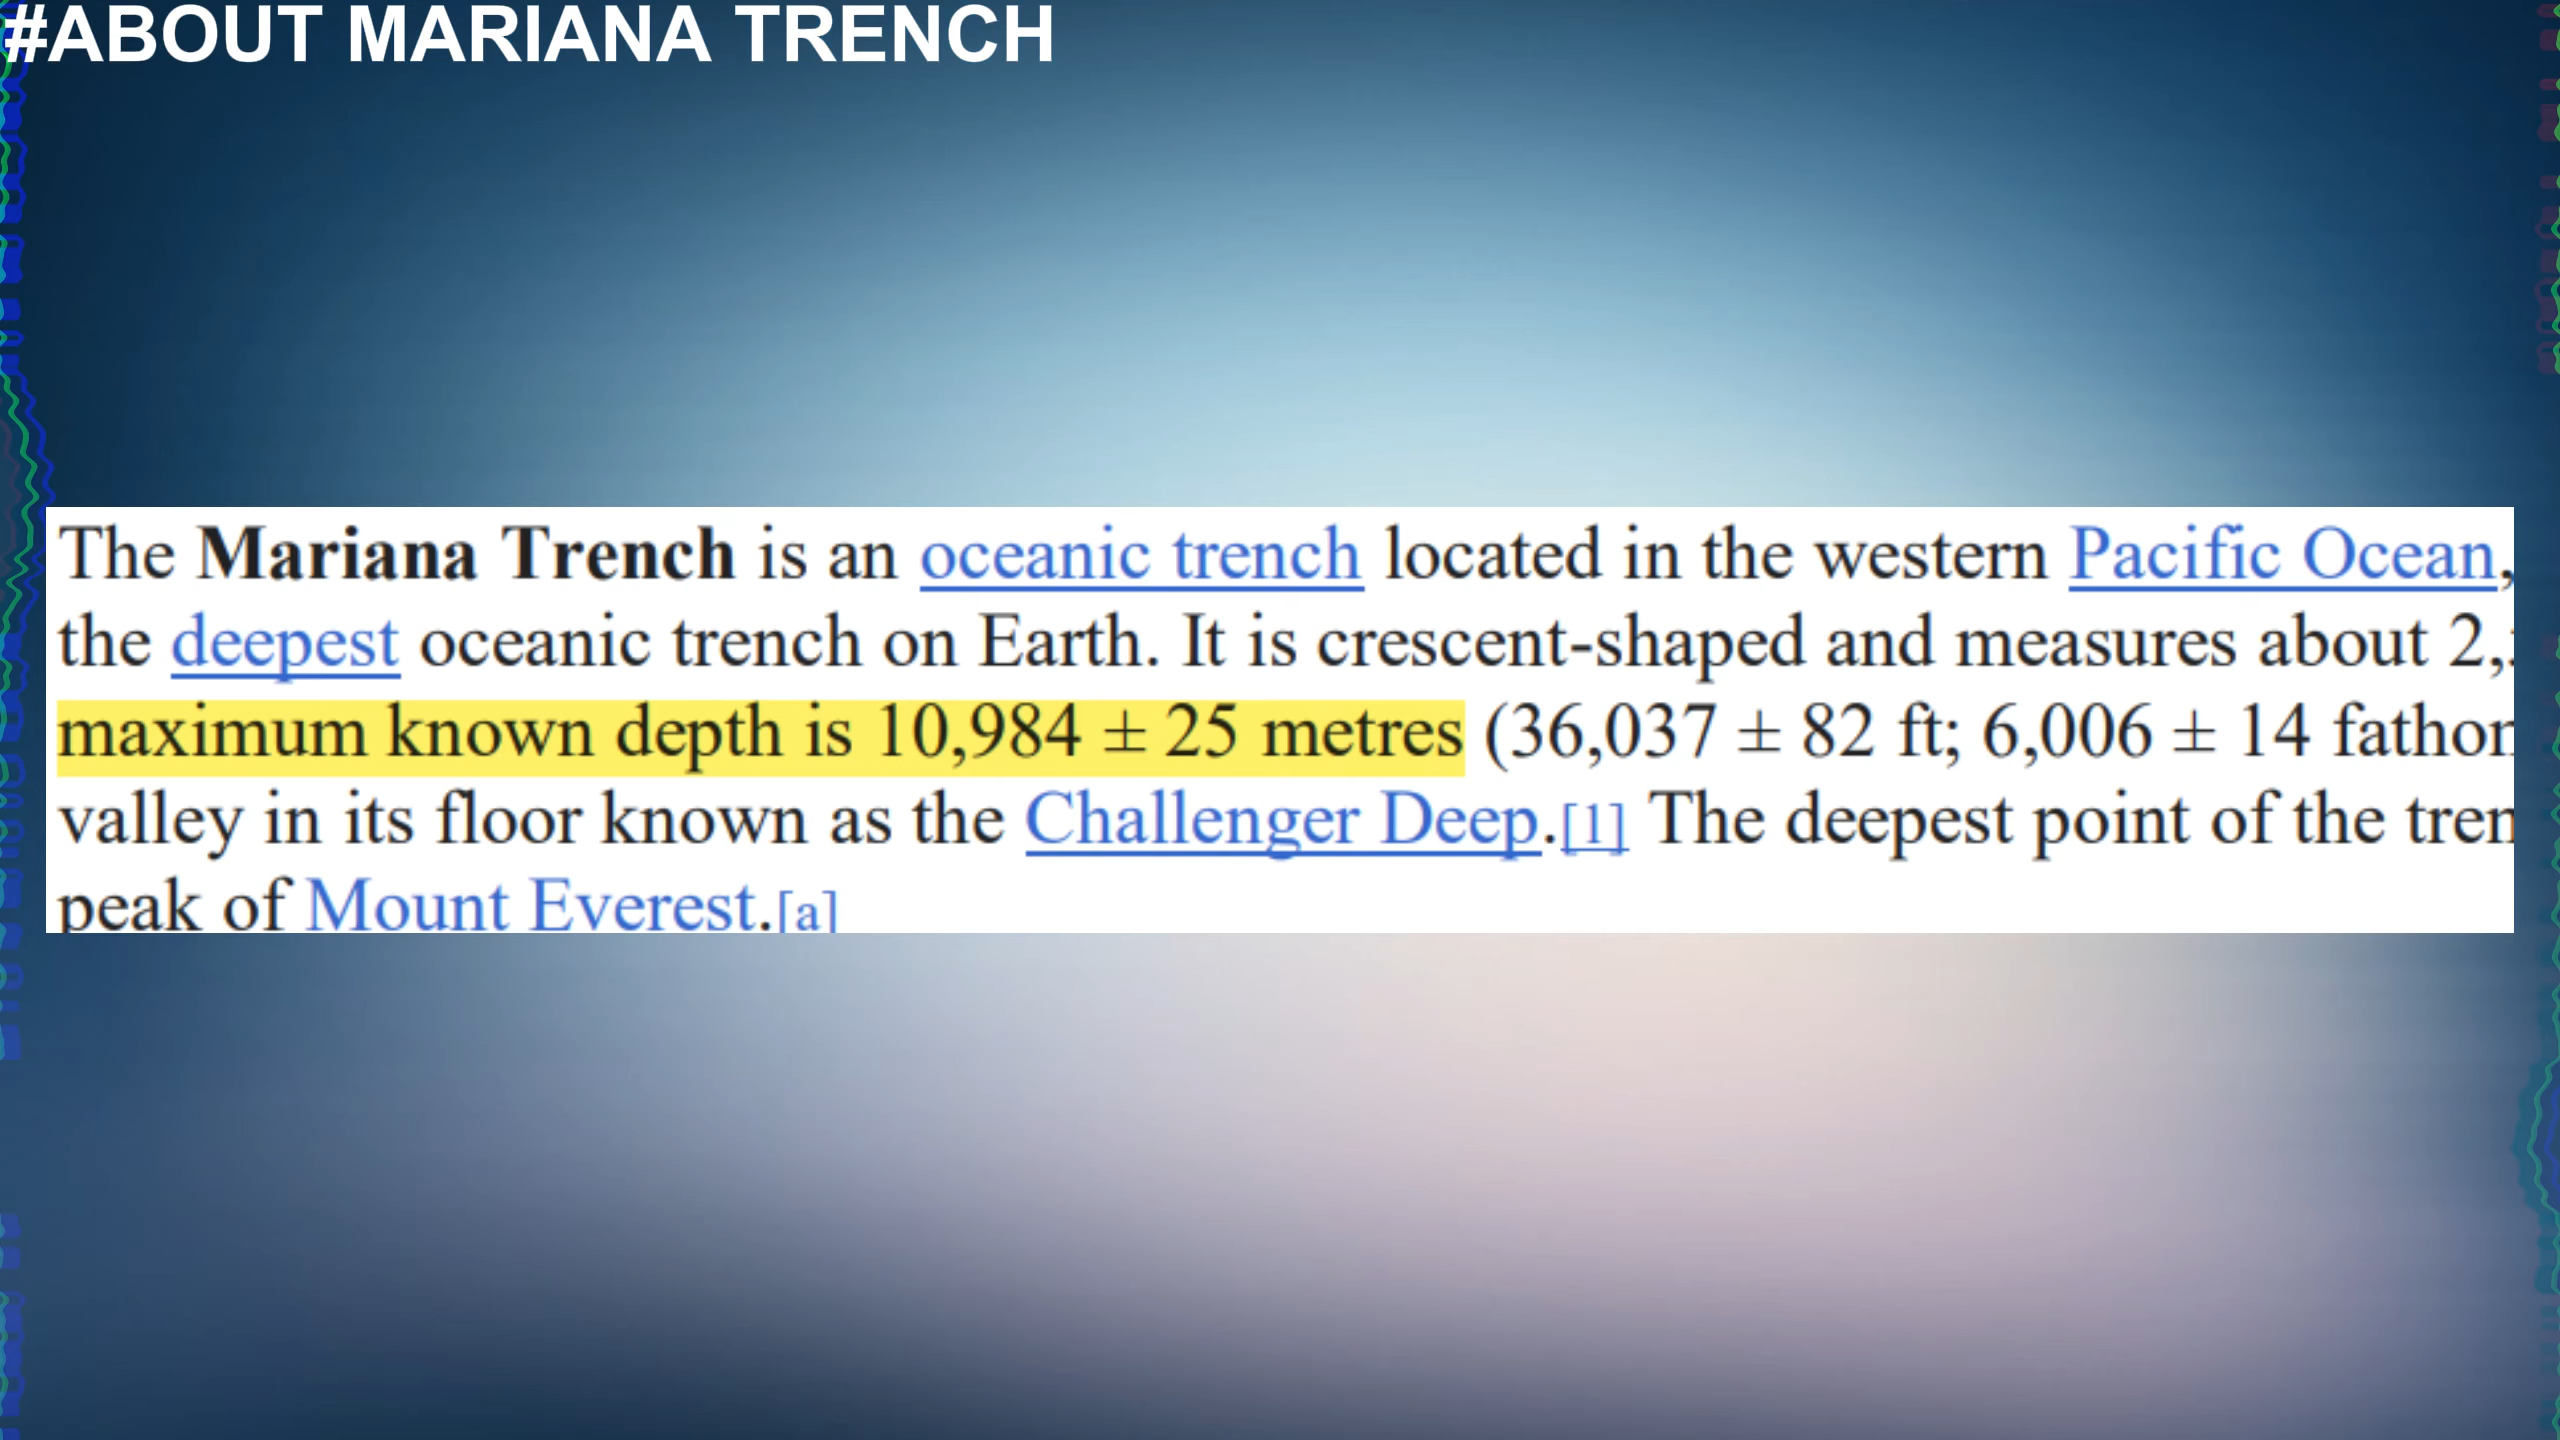 #ABOUT MARIANA TRENCH
The Mariana Trench is an oceanic trench located in the western Pacific Ocean,
the deepest oceanic trench on Earth. It is crescent-shaped and measures about 2,
maximum known depth is 10,984 ± 25 metres (36,037 ± 82 ft; 6,006 ± 14
valley in its floor known as the Challenger Deep.[1] The deepest point of the
peak of Mount Everest.[a]